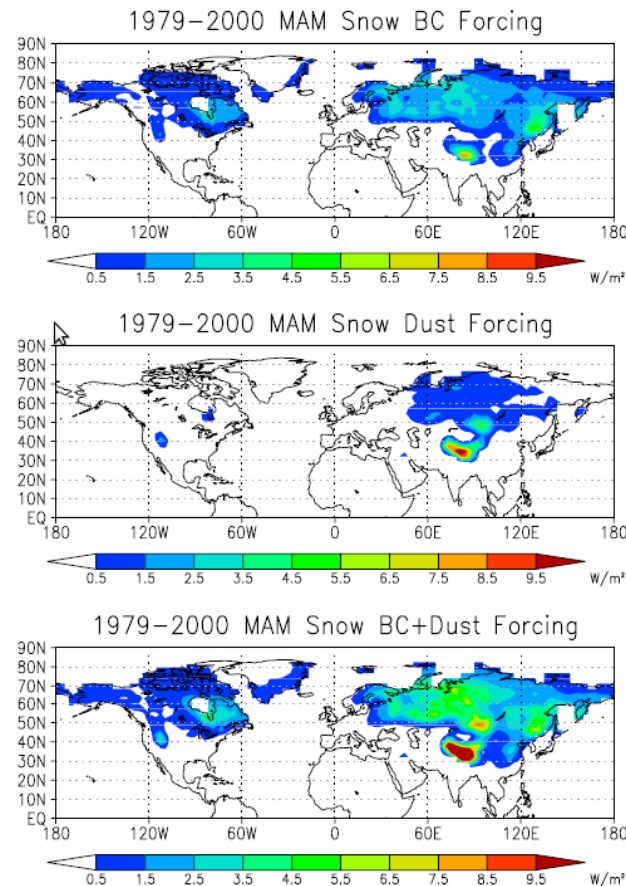 1979−2000 MAM Snow BC Forcing
90N
80N
70N
60N
50N
40N
30N
20N
10N
EQ
180 120W 60W 0 60E 120E 180
0.5 1.5 2.5 3.5 4.5 5.5 6.5 7.5 8.5 9.5 W/m²
1979−2000 MAM Snow Dust Forcing
90N
80N
70N
60N
50N
40N
30N
20N
10N
EQ
180 120W 60W 0 60E 120E 180
0.5 1.5 2.5 3.5 4.5 5.5 6.5 7.5 8.5 9.5 W/m²
1979−2000 MAM Snow BC+Dust Forcing
90N
80N
70N
60N
50N
40N
30N
20N
10N
EQ
180 120W 60W 0 60E 120E 180
0.5 1.5 2.5 3.5 4.5 5.5 6.5 7.5 8.5 9.5 W/m²